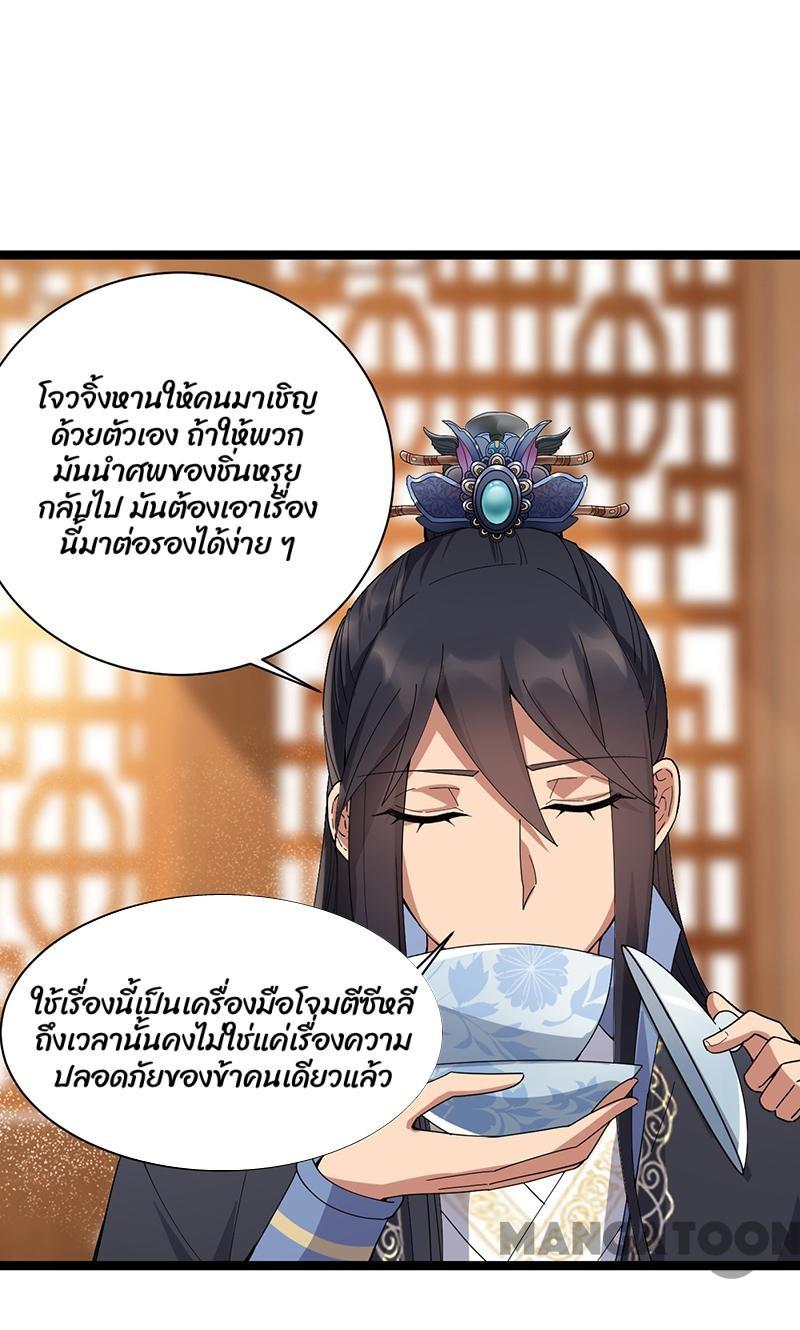 โจวจิ้งหานให้คนมาเชิญ
ด้วยตัวเอง ถ้าให้พวก
มันนำศพของชิ่นหรุย
กลับไป มันต้องเอาเรื่อง
นี้มาต่อรองได้ง่าย ๆ
ใช้เรื่องนี้เป็นเครื่องมือโจมตีซีหลี
ถึงเวลานั้นคงไม่ใช่แค่เรื่องความ
ปลอดภัยของข้าคนเดียวแล้ว
MANGATOON